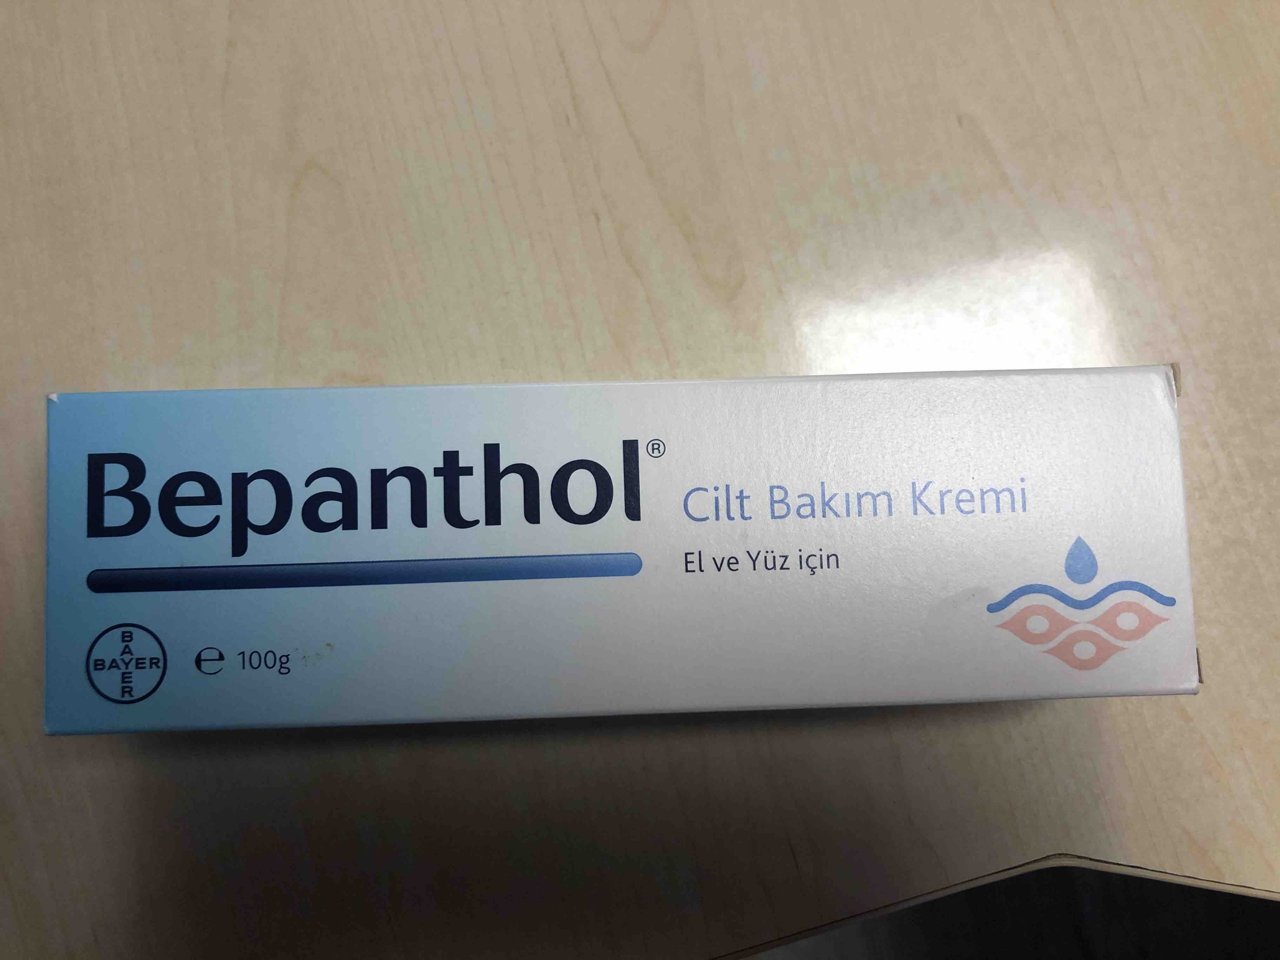 Bepanthol®
Cilt Bakım Kremi
El ve Yüz için
BAYER
BAYER
℮ 100g